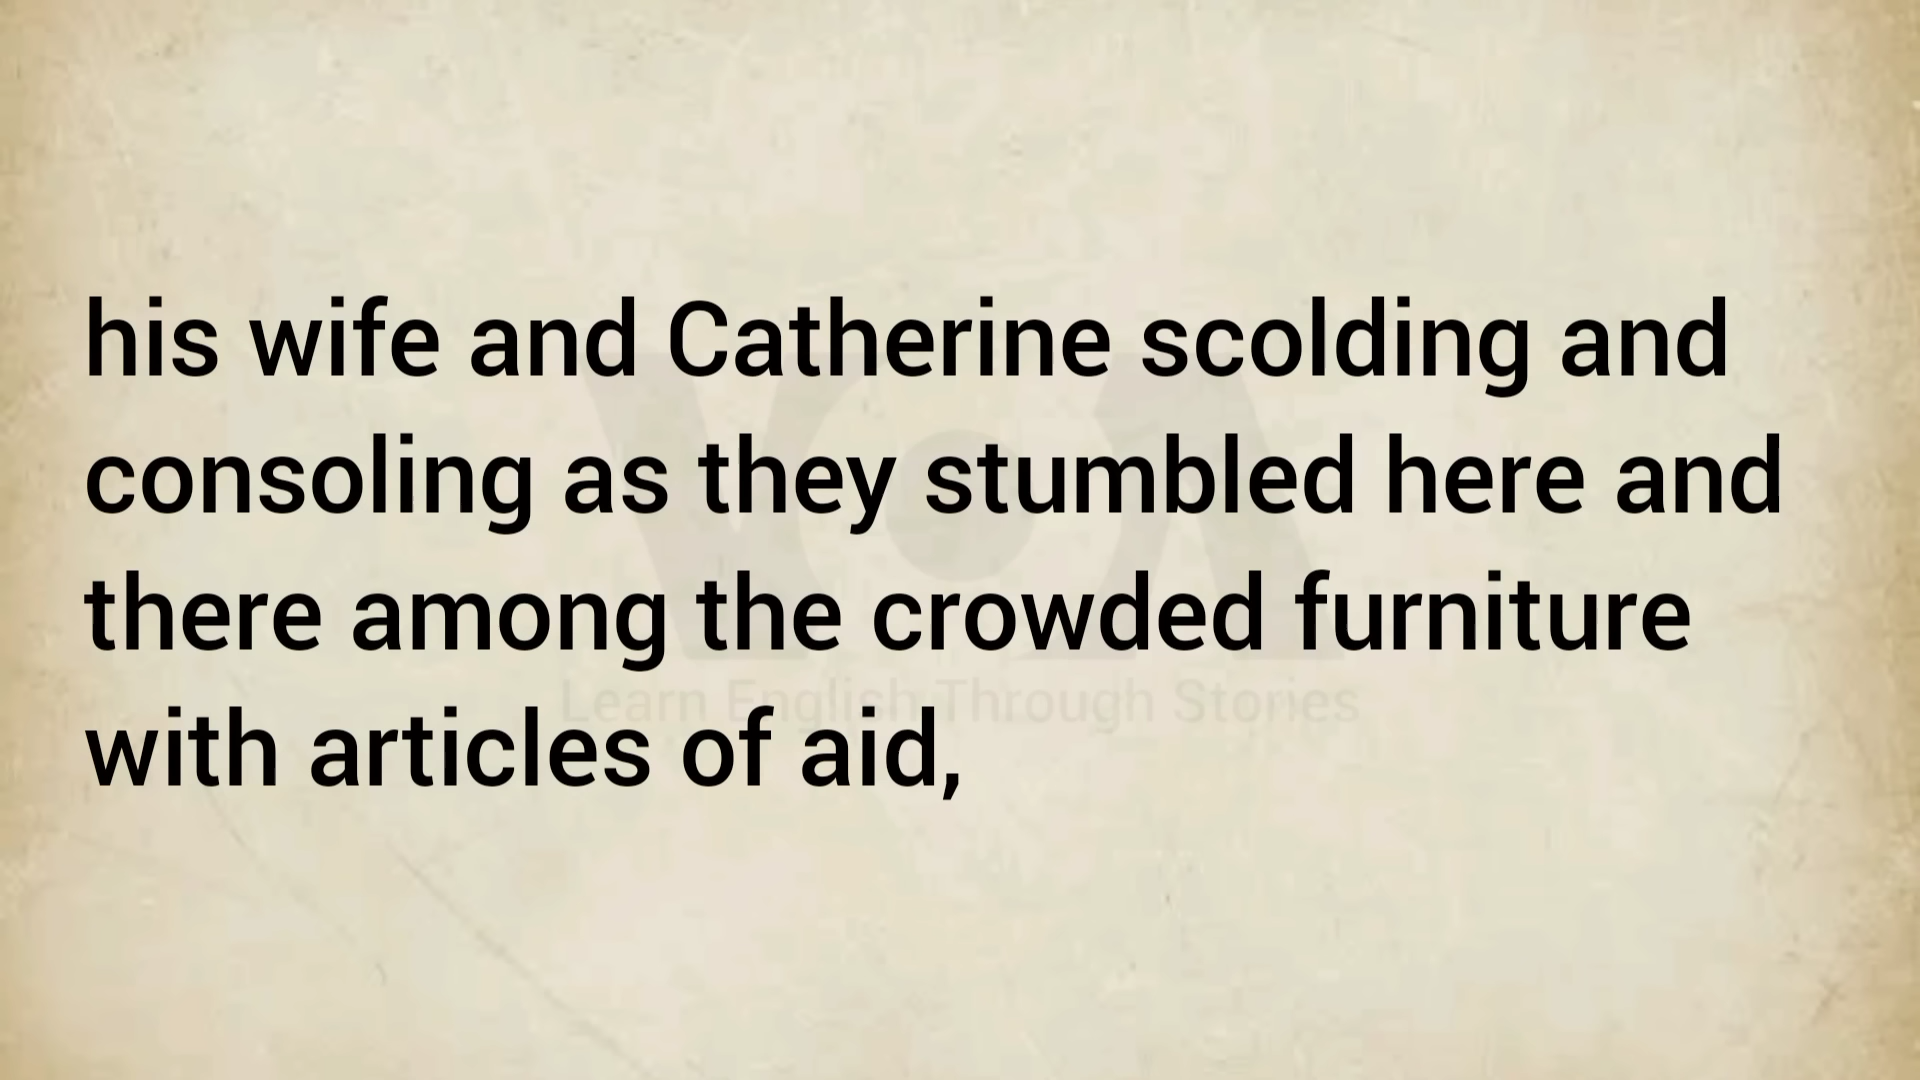 his wife and Catherine scolding and
consoling as they stumbled here and
there among the crowded furniture
with articles of aid,
VOA
Learn English Through Stories